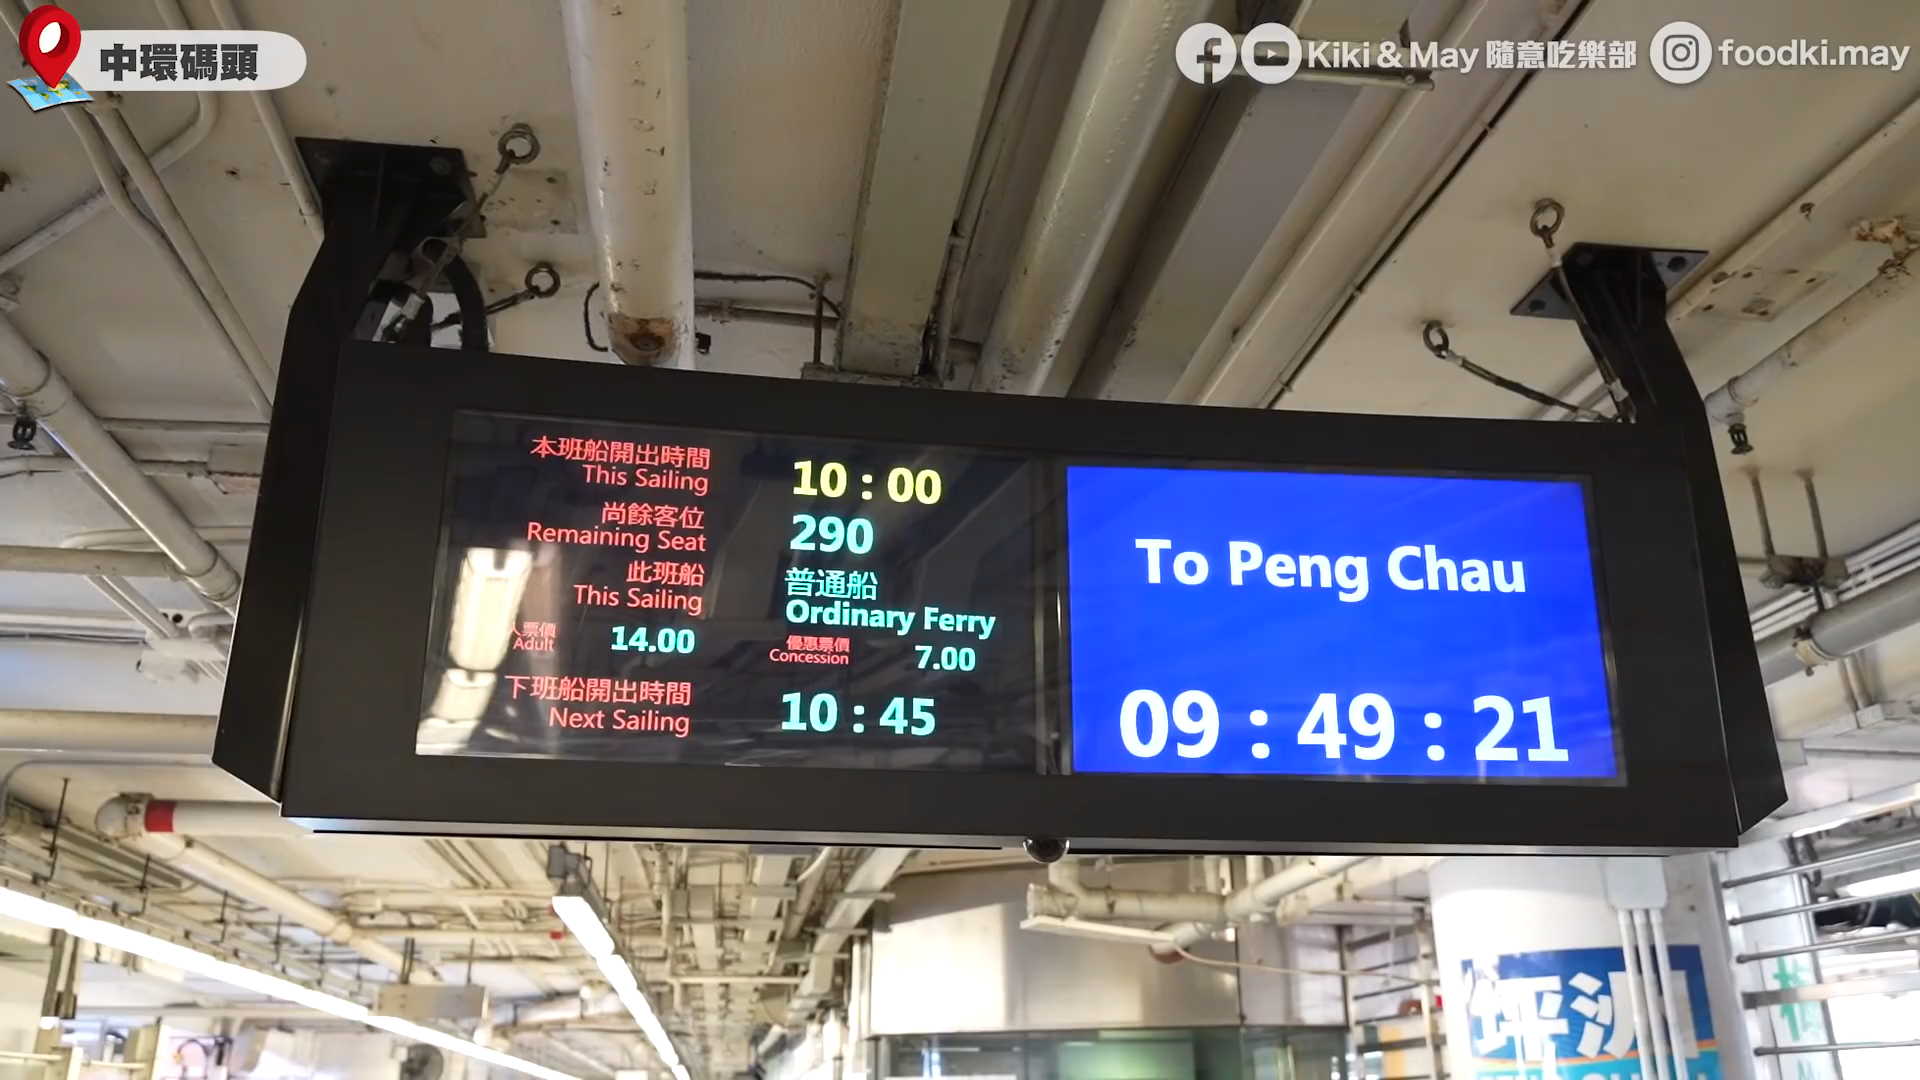 中環碼頭
Kiki & May 隨意吃樂部
foodki.may
本班船開出時間
This Sailing
10 : 00
尚餘客位
Remaining Seat
290
此班船
This Sailing
普通船
Ordinary Ferry
人票價
Adult
14.00
優惠票價
Concession
7.00
下班船開出時間
Next Sailing
10 : 45
To Peng Chau
09 : 49 : 21
坪洲